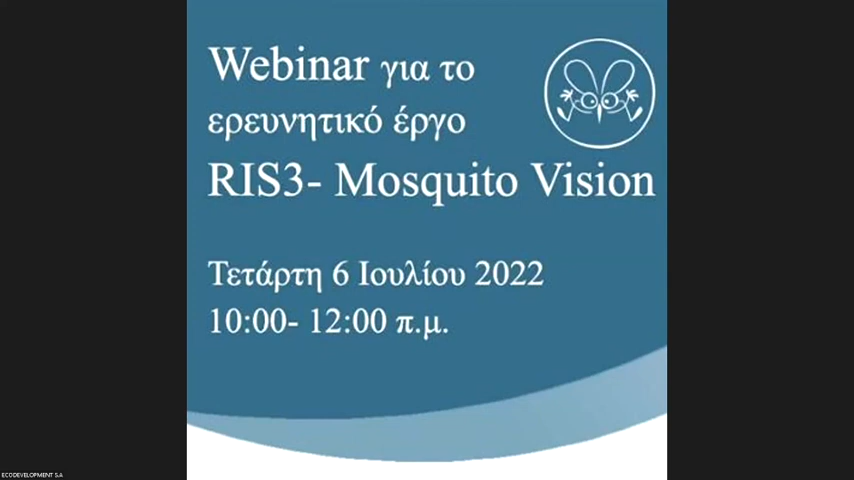 Webinar για το
ερευνητικό έργο
RIS3- Mosquito Vision
Τετάρτη 6 Ιουλίου 2022
10:00- 12:00 π.μ.
ECODEVELOPMENT S.A